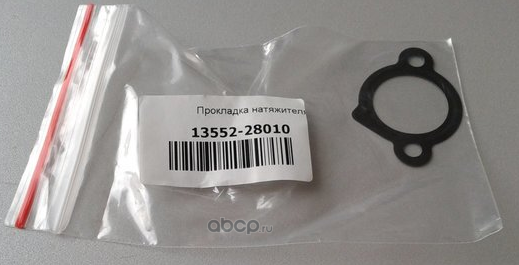 Прокладка натяжителя
13552-28010
abcp.ru